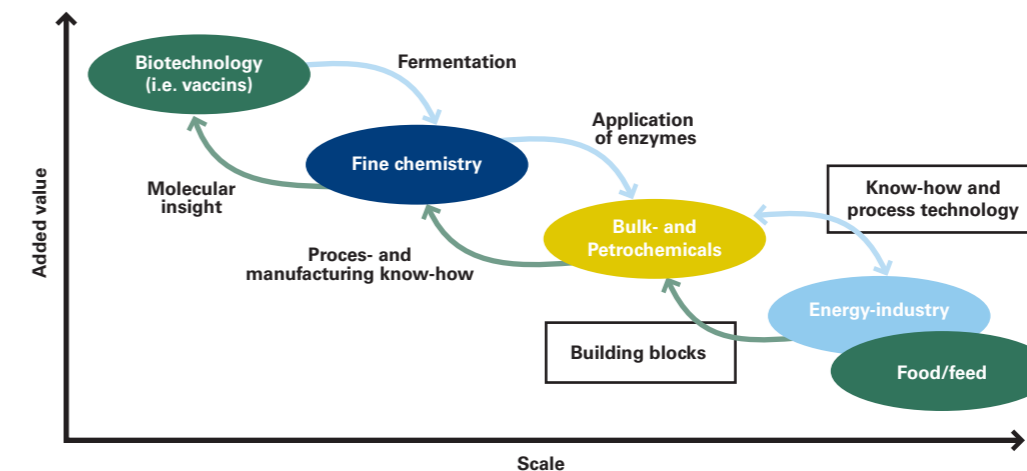 Biotechnology
(i.e. vaccins)
Fermentation
Application
of enzymes
Fine chemistry
Molecular
insight
Know-how and
process technology
Added value
Bulk- and
Petrochemicals
Proces- and
manufacturing know-how
Energy-industry
Building blocks
Food/feed
Scale